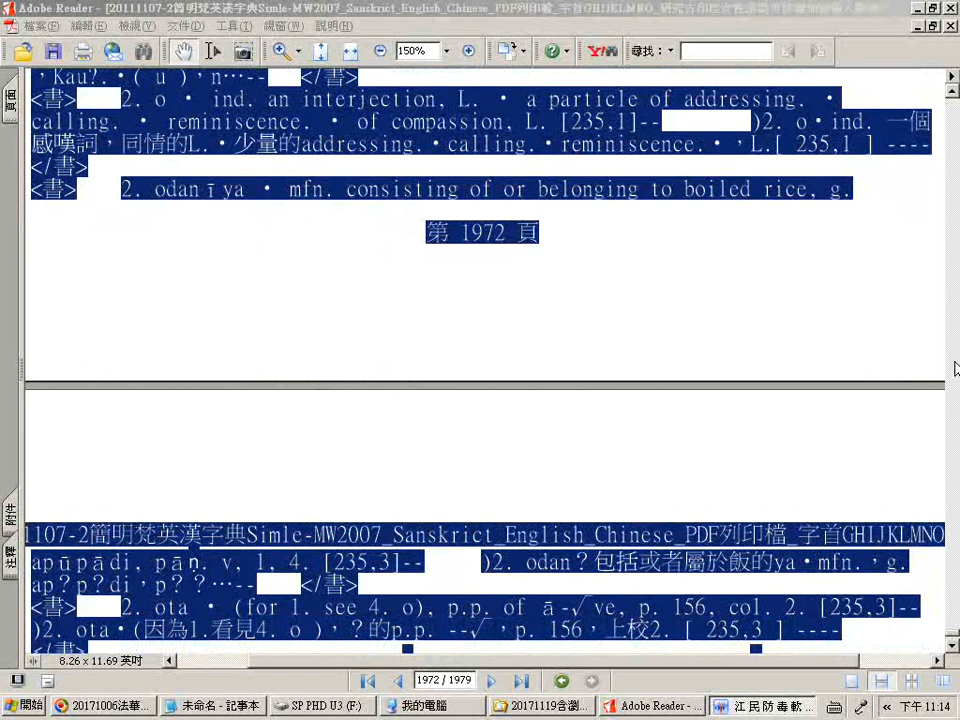 Adobe Reader - [20111107-2簡明梵英漢字典Simle-MW2007_Sanskrict_English_Chinese_PDF列印檔_字首GHIJKLMNO_
檔案(F) 編輯(E) 檢視(V) 文件(D) 工具(T) 視窗(W) 說明(H)
150% 尋找:
頁面
，Kau?.‧( u )，n…-- </書>
<書> 2. o ‧ ind. an interjection, L. ‧ a particle of addressing. ‧
calling. ‧ reminiscence. ‧ of compassion, L. [235,1]-- )2. o‧ind. 一個
感嘆詞，同情的L.‧少量的addressing.‧calling.‧reminiscence.‧，L.[ 235,1 ] ----
</書>
<書> 2. odanīya ‧ mfn. consisting of or belonging to boiled rice, g.
第 1972 頁
1107-2簡明梵英漢字典Simle-MW2007_Sanskrict_English_Chinese_PDF列印檔_字首GHIJKLMNO
apūpādi, pāṇ. v, 1, 4. [235,3]-- )2. odan？包括或者屬於飯的ya‧mfn.，g.
ap？p？di，p？？…-- </書>
<書> 2. ota ‧ (for 1. see 4. o), p.p. of ā-√ve, p. 156, col. 2. [235,3]--
)2. ota‧(因為1.看見4. o )，？的p.p. --√，p. 156，上校2. [ 235,3 ] ----
</書>
附件
注釋
8.26 x 11.69 英吋
1972 / 1979
開始 20171006法華... 未命名 - 記事本 SP PHD U3 (F:) 我的電腦 20171119含瀏... Adobe Reader -... 江民防毒軟... 下午 11:14